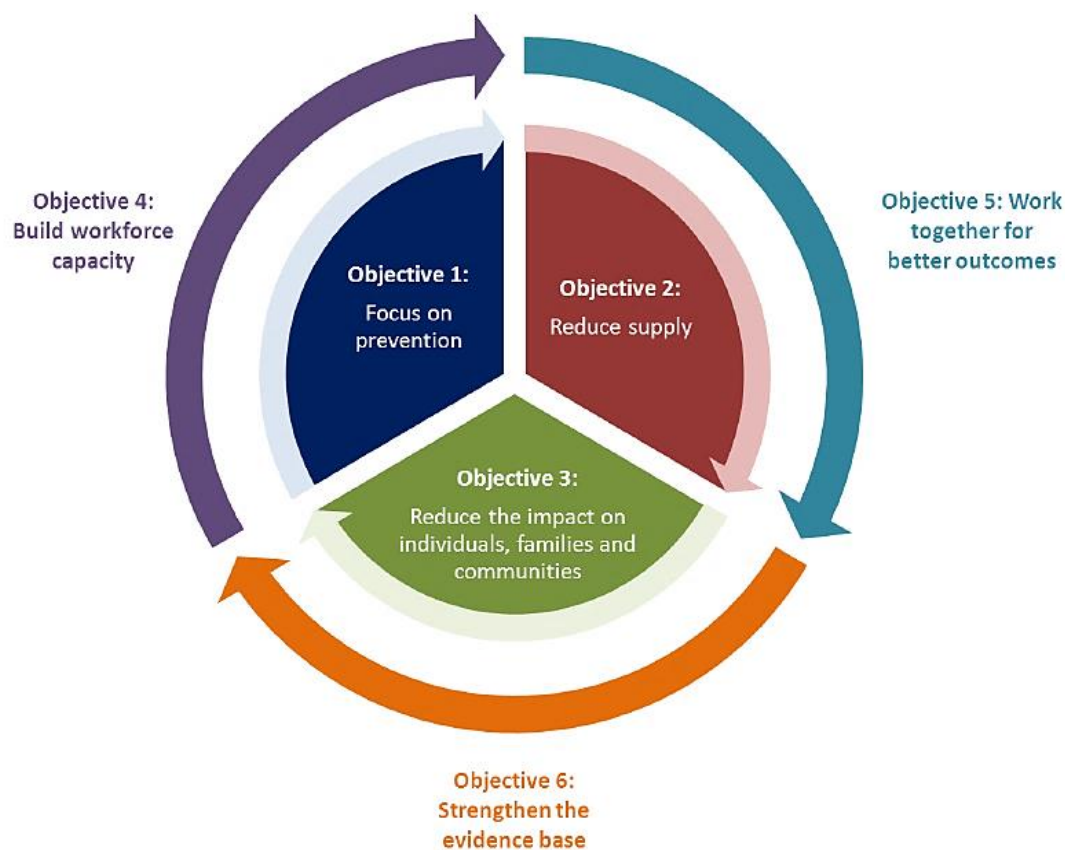 Objective 4:
Build workforce
capacity
Objective 1:
Focus on
prevention
Objective 2:
Reduce supply
Objective 5: Work
together for
better outcomes
Objective 3:
Reduce the impact on
individuals, families and
communities
Objective 6:
Strengthen the
evidence base